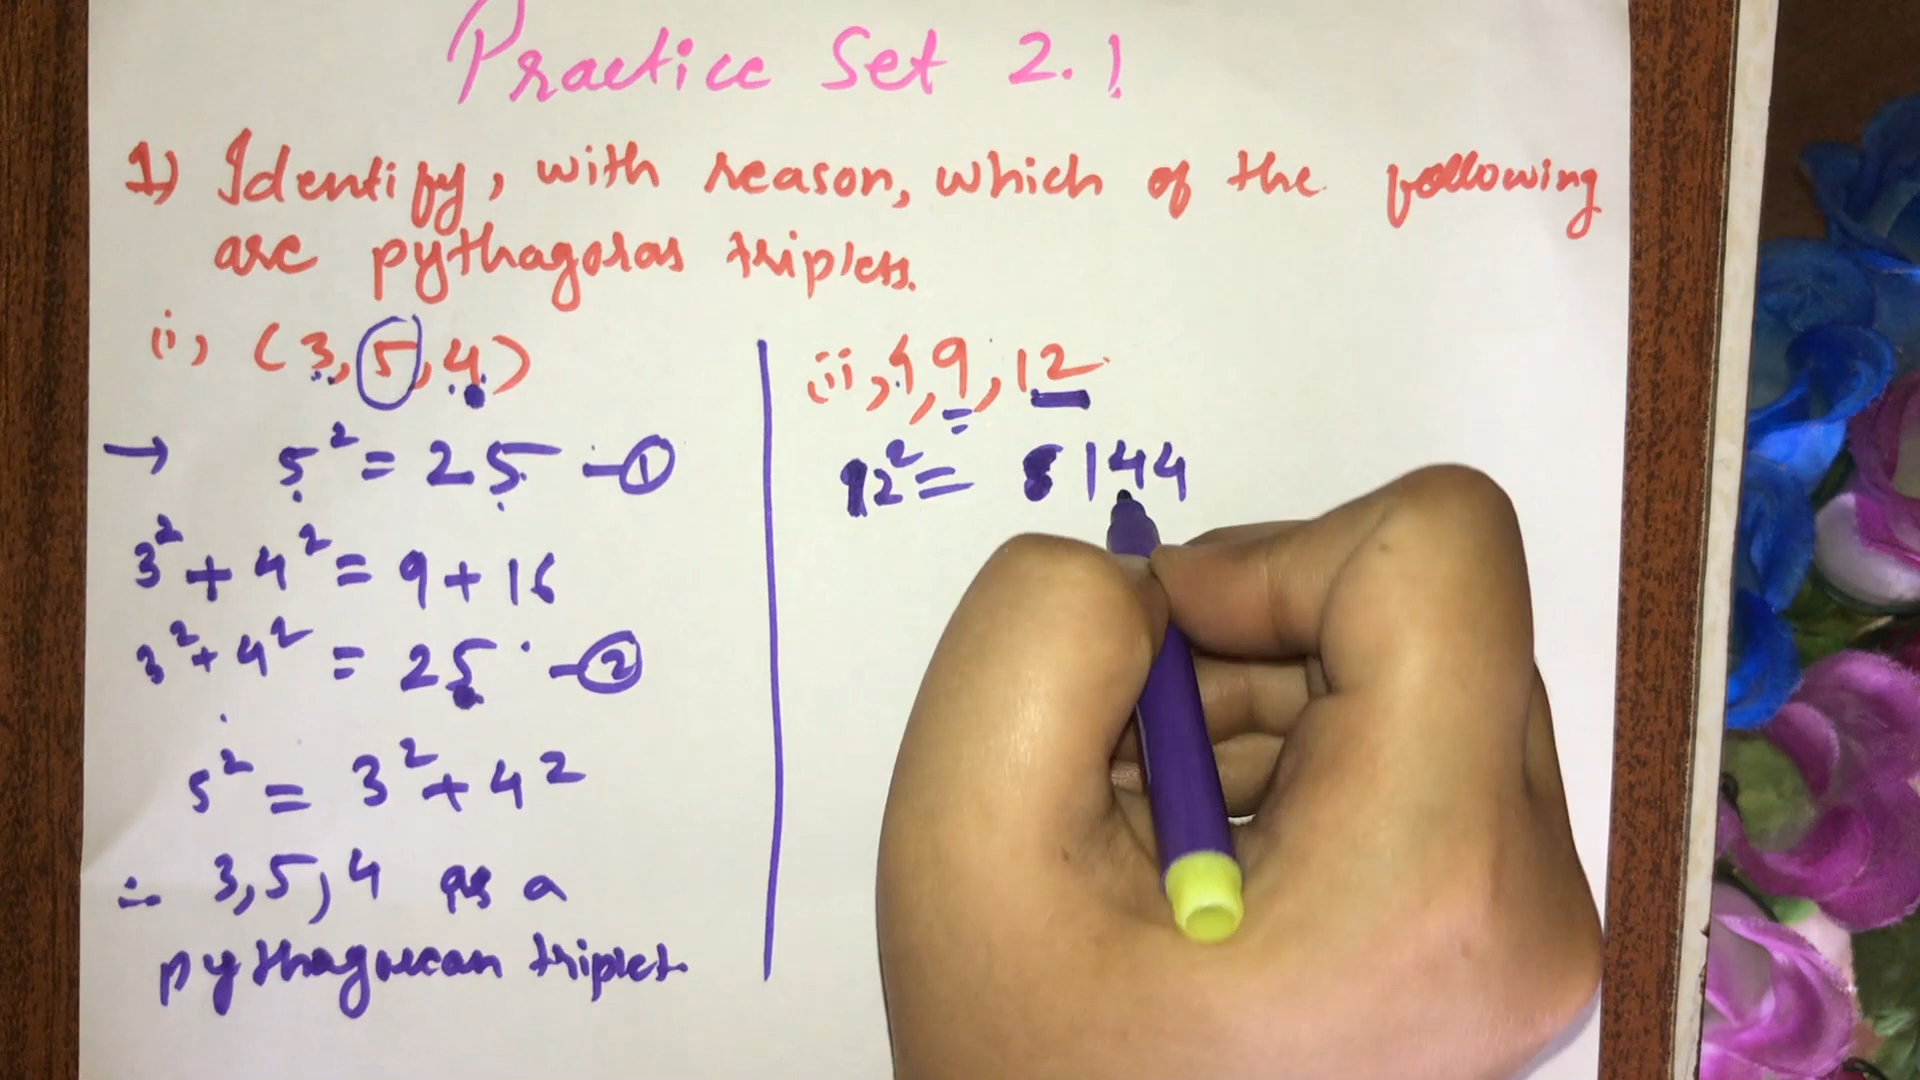 Practice Set 2.1
1) Identify, with reason, which of the following
are pythagoras triplets.
(i) (3, 5, 4)
→ 5² = 25 —①
3² + 4² = 9 + 16
3² + 4² = 25 —②
5² = 3² + 4²
∴ 3, 5, 4 is a
pythagorean triplet.
(ii) 4, 9, 12
12² = 144